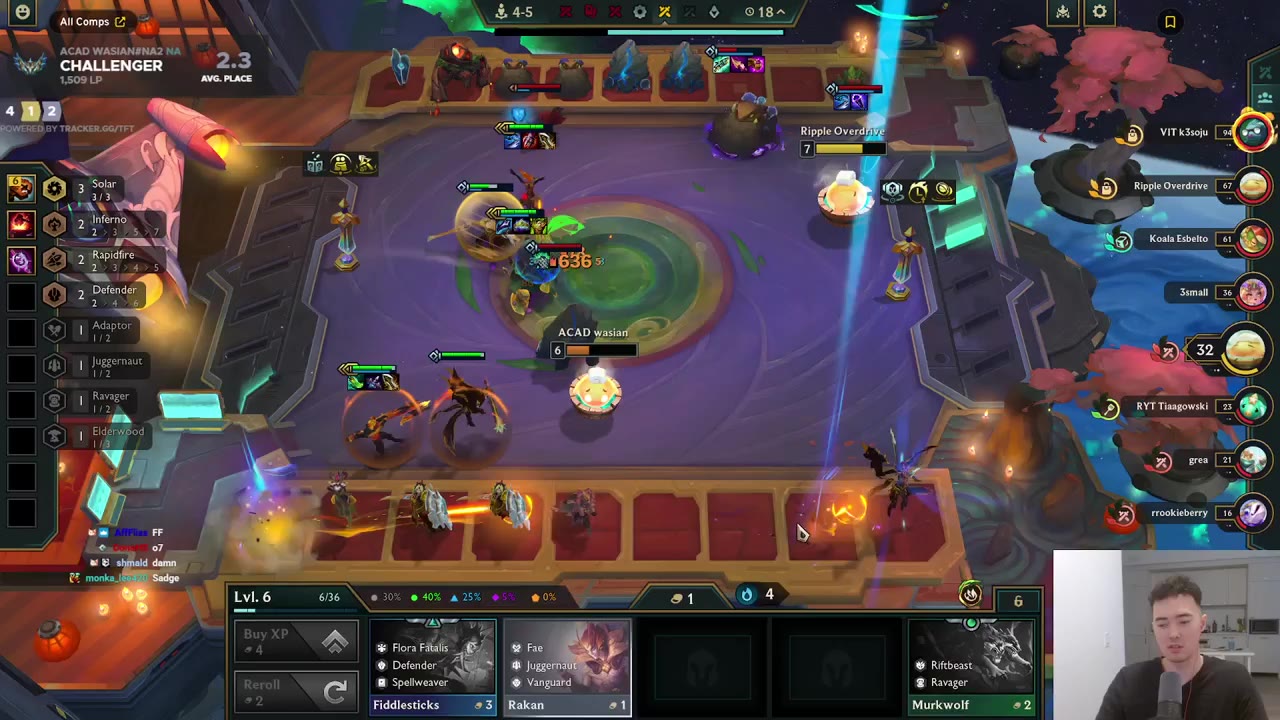 All Comps
4-5
18
ACAD WASIAN#NA2 NA
CHALLENGER
1,509 LP
2.3
AVG. PLACE
4 1 2
POWERED BY TRACKER.GG/TFT
3 Solar
3 / 3
2 Inferno
2 > 3 > 5 > 7
2 Rapidfire
2 > 3 > 4 > 5
2 Defender
2 > 4 > 6
1 Adaptor
1 / 2
1 Juggernaut
1 / 2
1 Ravager
1 / 2
1 Elderwood
1 / 3
Ripple Overdrive
7
636
ACAD wasian
6
VIT k3soju 94
Ripple Overdrive 67
Koala Esbelto 61
3small 36
32
RYT Tiaagowski 23
grea 21
rrookieberry 16
AffFlias FF
o7
shmald damn
Sadge
Lvl. 6 6/36
30% 40% 25% 5% 0%
1
4
6
Buy XP
4
Reroll
2
Flora Fatalis
Defender
Spellweaver
Fiddlesticks 3
Fae
Juggernaut
Vanguard
Rakan 1
Riftbeast
Ravager
Murkwolf 2